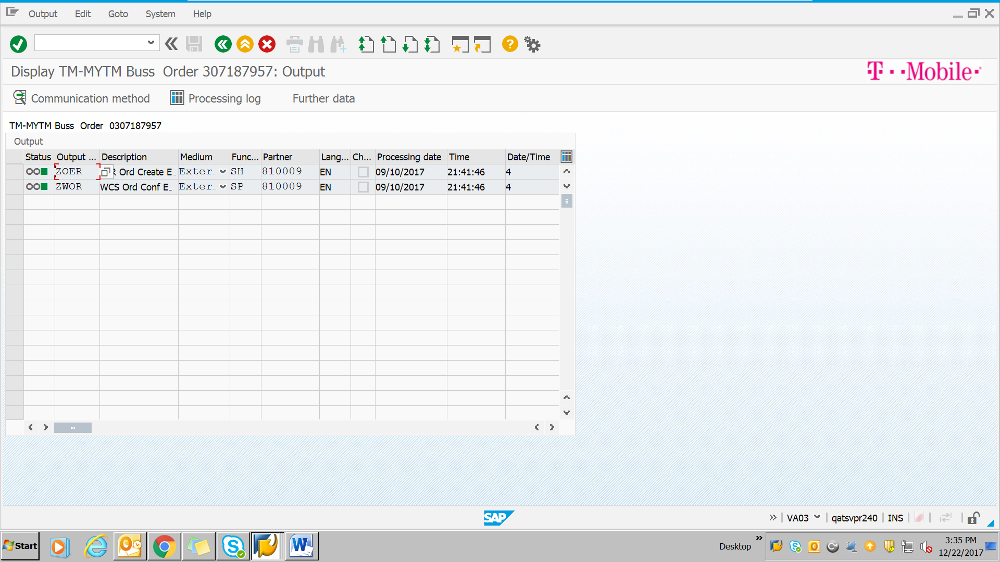 Output Edit Goto System Help
Display TM-MYTM Buss Order 307187957: Output
T··Mobile·
Communication method Processing log Further data
TM-MYTM Buss Order 0307187957
Output
Status Output ... Description Medium Func... Partner Lang... Ch... Processing date Time Date/Time
ZOER R Ord Create E... Exter... SH 810009 EN 09/10/2017 21:41:46 4
ZWOR WCS Ord Conf E... Exter... SP 810009 EN 09/10/2017 21:41:46 4
SAP
VA03 qatsvpr240 INS
Start Desktop 3:35 PM
12/22/2017